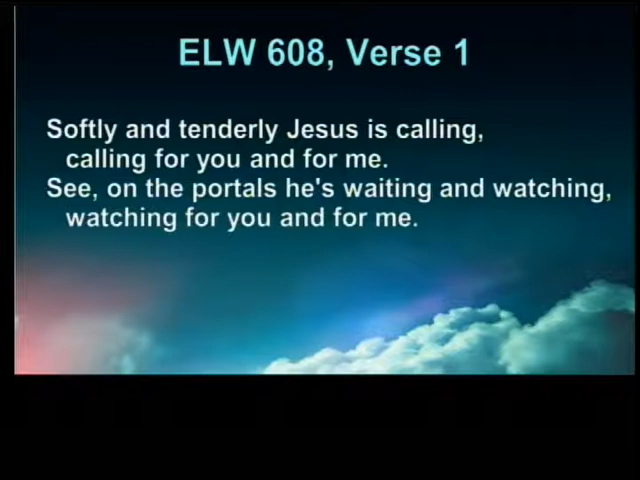 ELW 608, Verse 1
Softly and tenderly Jesus is calling,
calling for you and for me.
See, on the portals he's waiting and watching,
watching for you and for me.